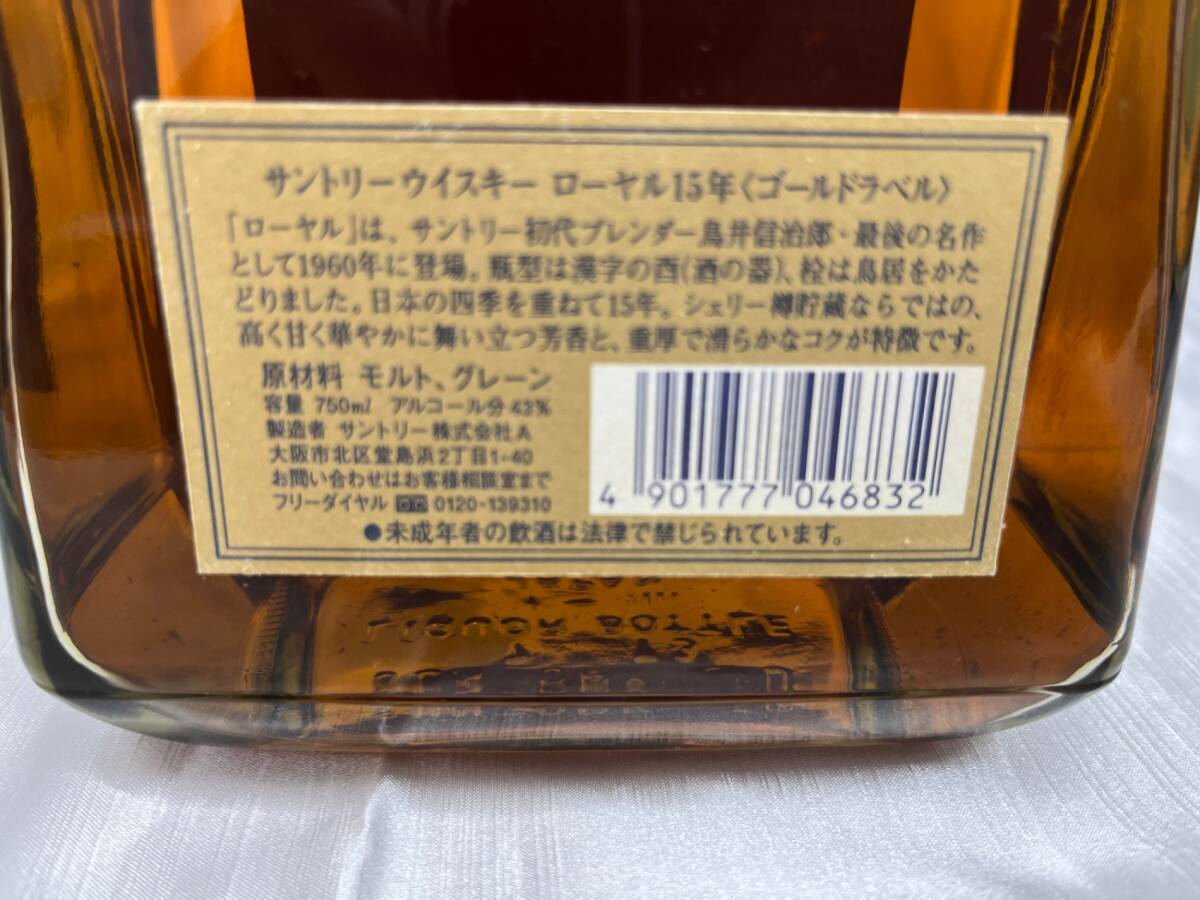 サントリーウイスキー ローヤル15年〈ゴールドラベル〉
「ローヤル」は、サントリー初代ブレンダー鳥井信治郎・最後の名作
として1960年に登場。瓶型は漢字の酉(酒の器)、栓は鳥居をかた
どりました。日本の四季を重ねて15年。シェリー樽貯蔵ならではの、
高く甘く華やかに舞い立つ芳香と、重厚で滑らかなコクが特徴です。
原材料 モルト、グレーン
容量 750ml アルコール分 43%
製造者 サントリー株式会社A
大阪市北区堂島浜2丁目1-40
お問い合わせはお客様相談室まで
フリーダイヤル 0120-139310
4 901777 046832
●未成年者の飲酒は法律で禁じられています。
LIQUOR BOTTLE